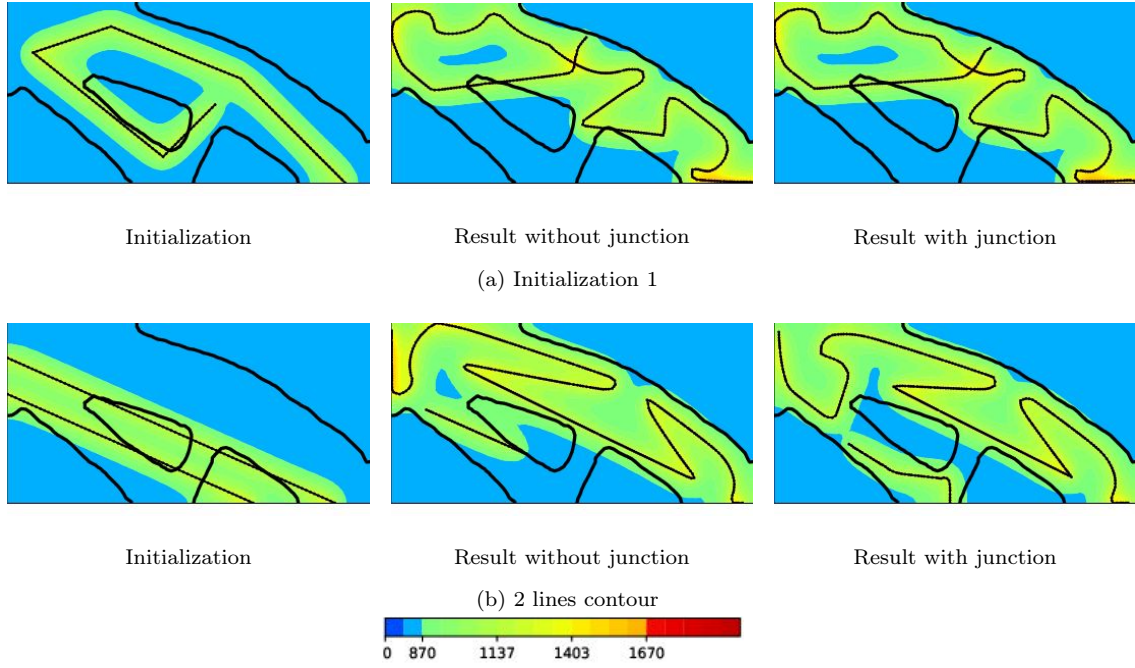 Initialization Result without junction Result with junction
(a) Initialization 1
Initialization Result without junction Result with junction
(b) 2 lines contour
0 870 1137 1403 1670